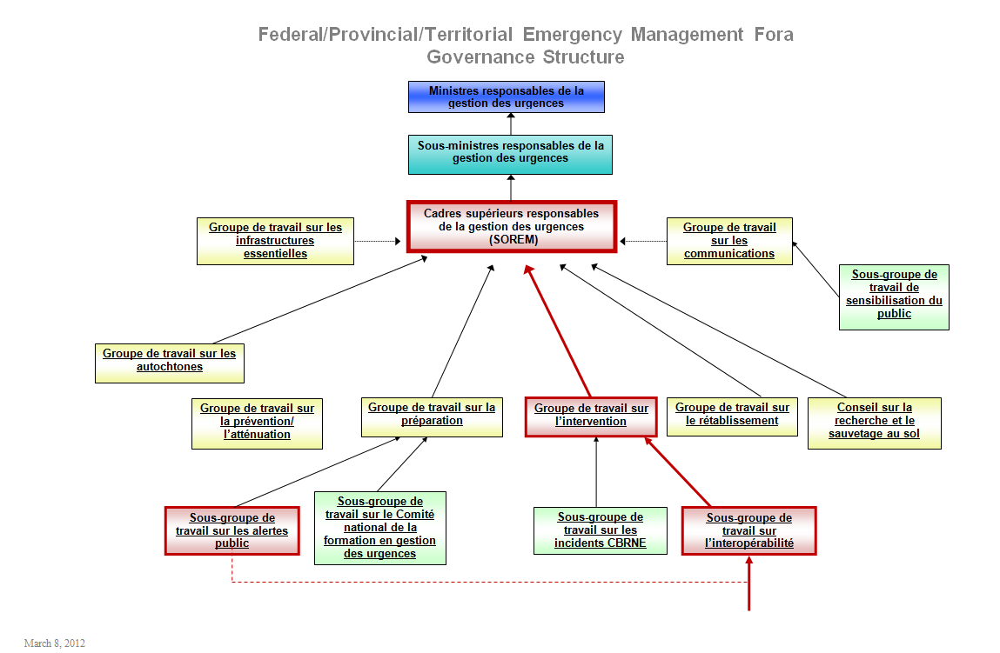 Federal/Provincial/Territorial Emergency Management Fora
Governance Structure
Ministres responsables de la
gestion des urgences
Sous-ministres responsables de la
gestion des urgences
Cadres supérieurs responsables
de la gestion des urgences
(SOREM)
Groupe de travail sur les
infrastructures
essentielles
Groupe de travail
sur les
communications
Sous-groupe de
travail de
sensibilisation du
public
Groupe de travail sur les
autochtones
Groupe de travail sur
la prévention/
l’atténuation
Groupe de travail sur la
préparation
Groupe de travail sur
l’intervention
Groupe de travail sur
le rétablissement
Conseil sur la
recherche et le
sauvetage au sol
Sous-groupe de
travail sur les alertes
public
Sous-groupe de
travail sur le Comité
national de la
formation en gestion
des urgences
Sous-groupe de
travail sur les
incidents CBRNE
Sous-groupe de
travail sur
l’interopérabilité
March 8, 2012